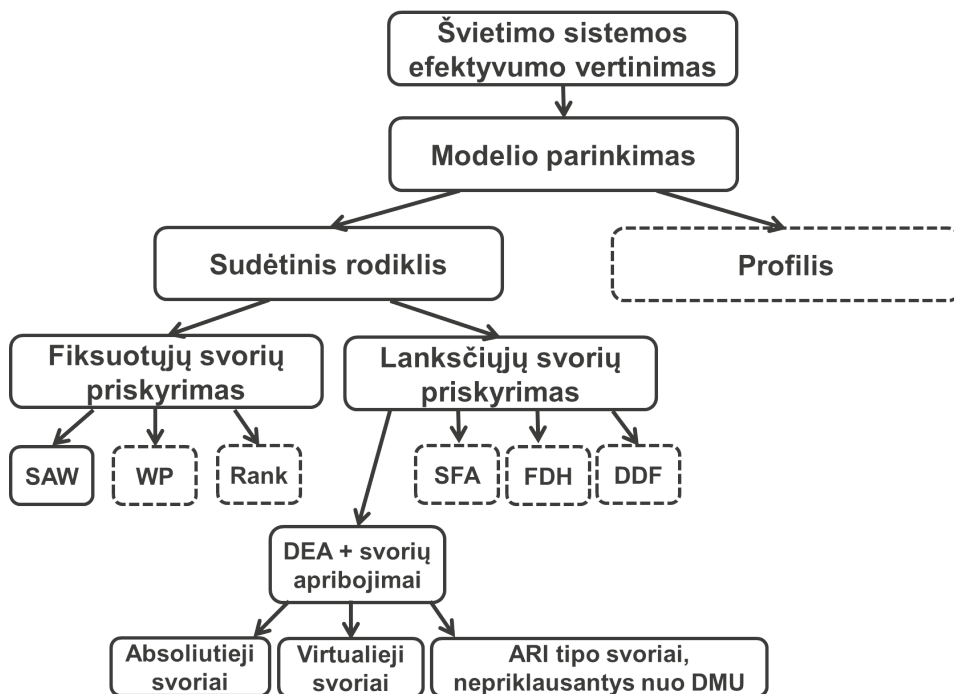 Švietimo sistemos
efektyvumo vertinimas
Modelio parinkimas
Sudėtinis rodiklis
Profilis
Fiksuotųjų svorių
priskyrimas
Lanksčiųjų svorių
priskyrimas
SAW
WP
Rank
SFA
FDH
DDF
DEA + svorių
apribojimai
Absoliutieji
svoriai
Virtualieji
svoriai
ARI tipo svoriai,
nepriklausantys nuo DMU